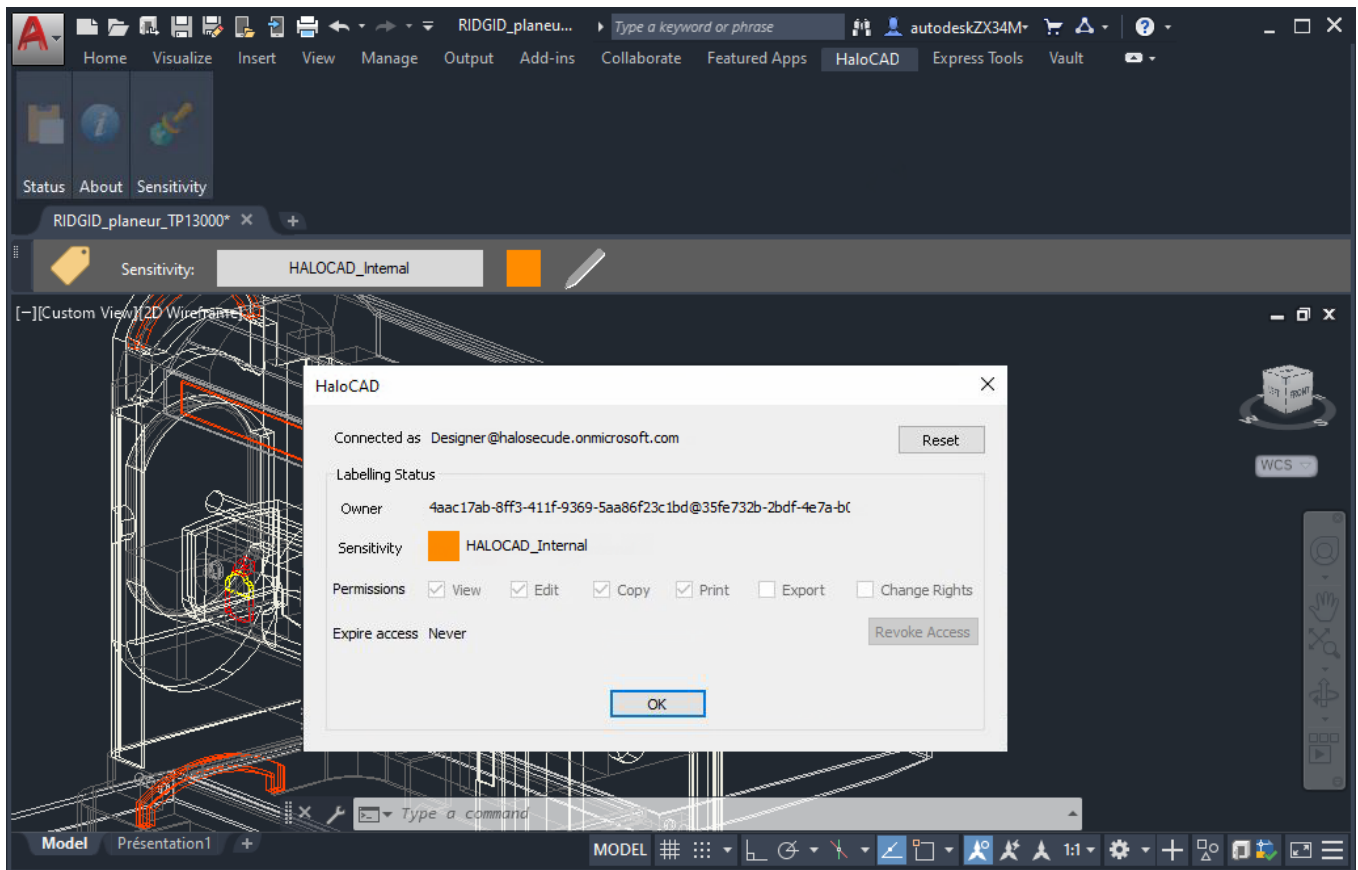 RIDGID_planeu... Type a keyword or phrase autodeskZX34M
Home Visualize Insert View Manage Output Add-ins Collaborate Featured Apps HaloCAD Express Tools Vault
Status About Sensitivity
RIDGID_planeur_TP13000*
Sensitivity: HALOCAD_Internal
[−][Custom View][2D Wireframe]
HaloCAD
Connected as Designer@halosecude.onmicrosoft.com Reset
Labelling Status
Owner 4aac17ab-8ff3-411f-9369-5aa86f23c1bd@35fe732b-2bdf-4e7a-b0
Sensitivity HALOCAD_Internal
Permissions View Edit Copy Print Export Change Rights
Expire access Never Revoke Access
OK
FRONT
WCS
Type a command
Model Présentation1 + MODEL 1:1